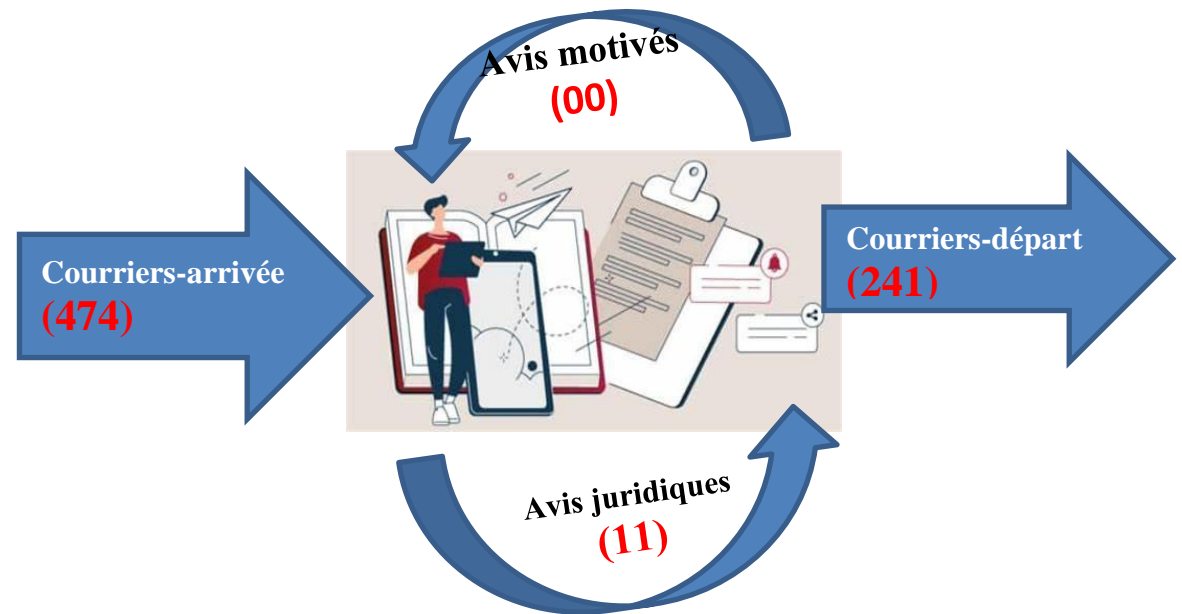 Avis motivés
(00)
Courriers-arrivée
(474)
Courriers-départ
(241)
Avis juridiques
(11)